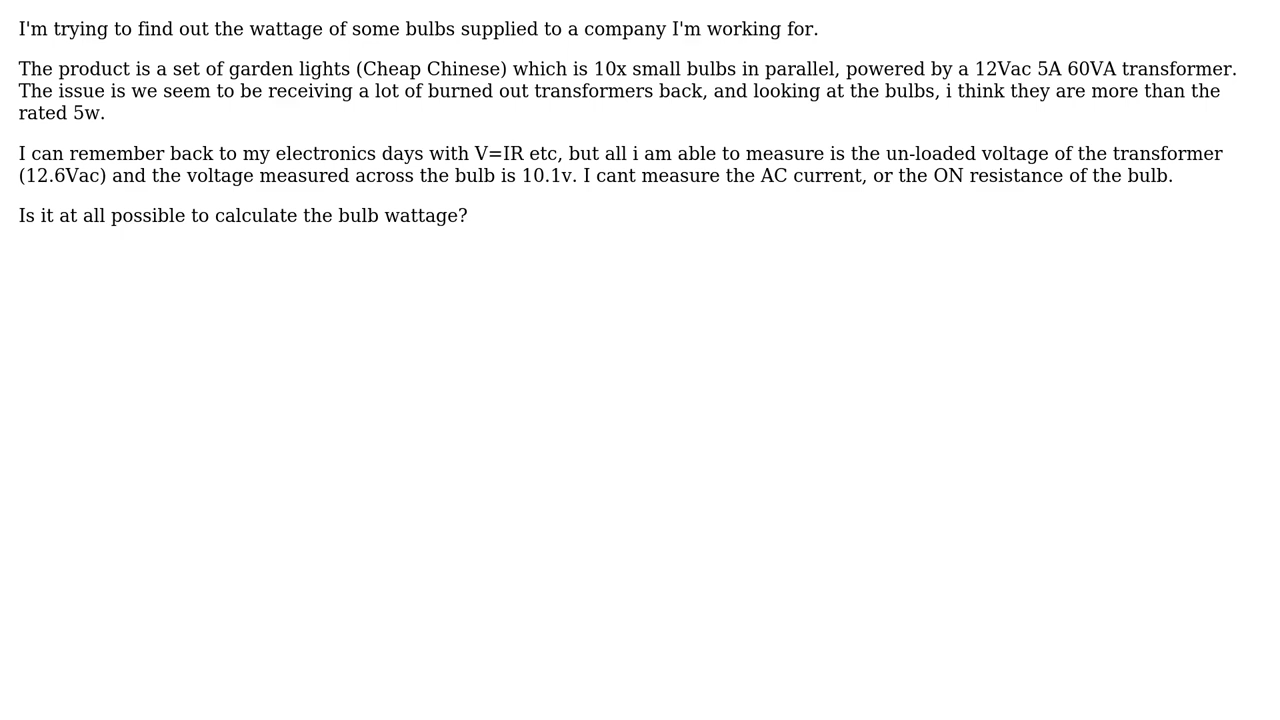 I'm trying to find out the wattage of some bulbs supplied to a company I'm working for.
The product is a set of garden lights (Cheap Chinese) which is 10x small bulbs in parallel, powered by a 12Vac 5A 60VA transformer.
The issue is we seem to be receiving a lot of burned out transformers back, and looking at the bulbs, i think they are more than the
rated 5w.
I can remember back to my electronics days with V=IR etc, but all i am able to measure is the un-loaded voltage of the transformer
(12.6Vac) and the voltage measured across the bulb is 10.1v. I cant measure the AC current, or the ON resistance of the bulb.
Is it at all possible to calculate the bulb wattage?